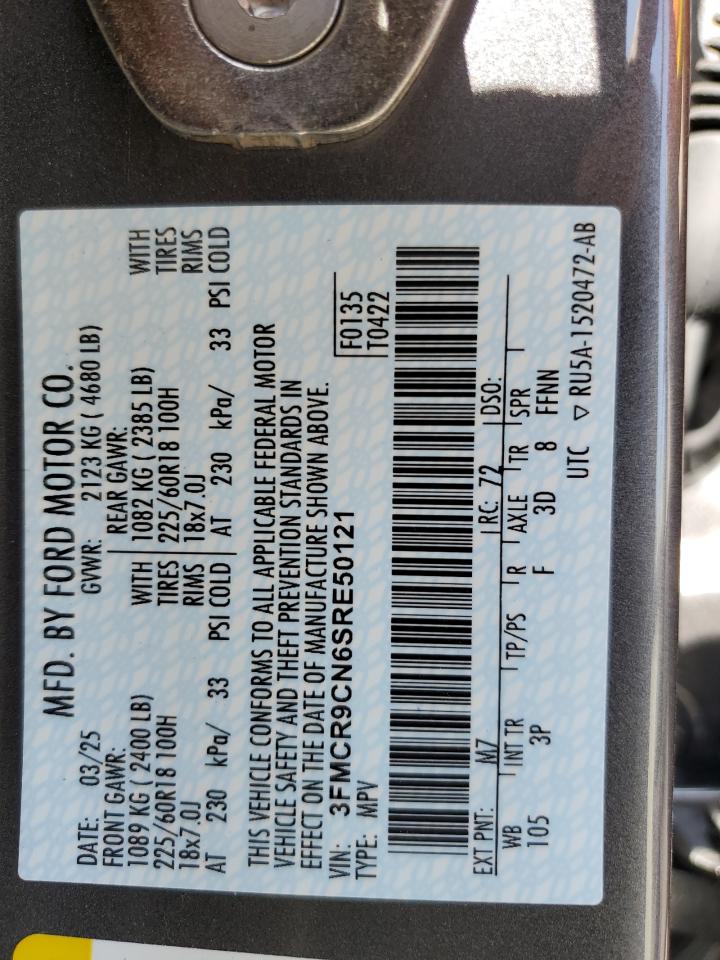 MFD. BY FORD MOTOR CO.
DATE: 03/25 GVWR: 2123 KG ( 4680 LB)
FRONT GAWR: REAR GAWR:
1089 KG ( 2400 LB) WITH 1082 KG ( 2385 LB) WITH
225/60R18 100H TIRES 225/60R18 100H TIRES
18x7.0J RIMS 18x7.0J RIMS
AT 230 kPa/ 33 PSI COLD AT 230 kPa/ 33 PSI COLD
THIS VEHICLE CONFORMS TO ALL APPLICABLE FEDERAL MOTOR
VEHICLE SAFETY AND THEFT PREVENTION STANDARDS IN
EFFECT ON THE DATE OF MANUFACTURE SHOWN ABOVE.
VIN: 3FMCR9CN6SRE50121 F0135
TYPE: MPV T0422
EXT PNT: M7 RC: 72 DSO:
WB INT TR TP/PS R AXLE TR SPR
105 3P F 3D 8 FFNN
UTC ▽ RU5A-1520472-AB